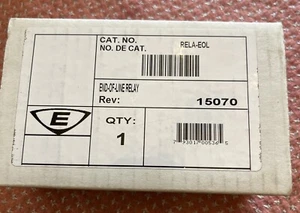 CAT. NO.
NO. DE CAT.
RELA-EOL
END-OF-LINE RELAY
Rev:
15070
E
QTY:
1